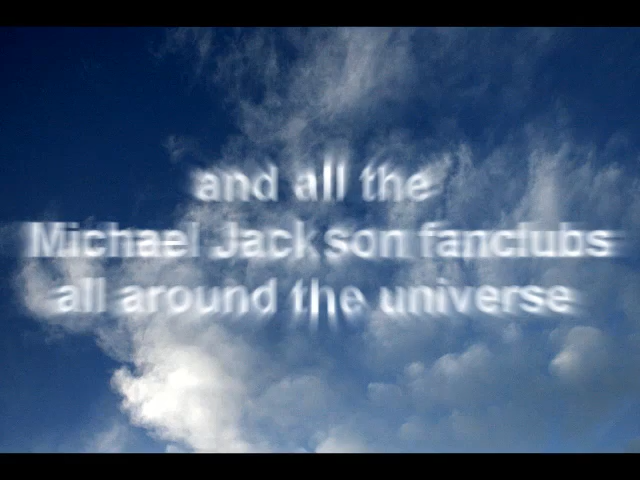 and all the
Michael Jackson fanclubs
all around the universe